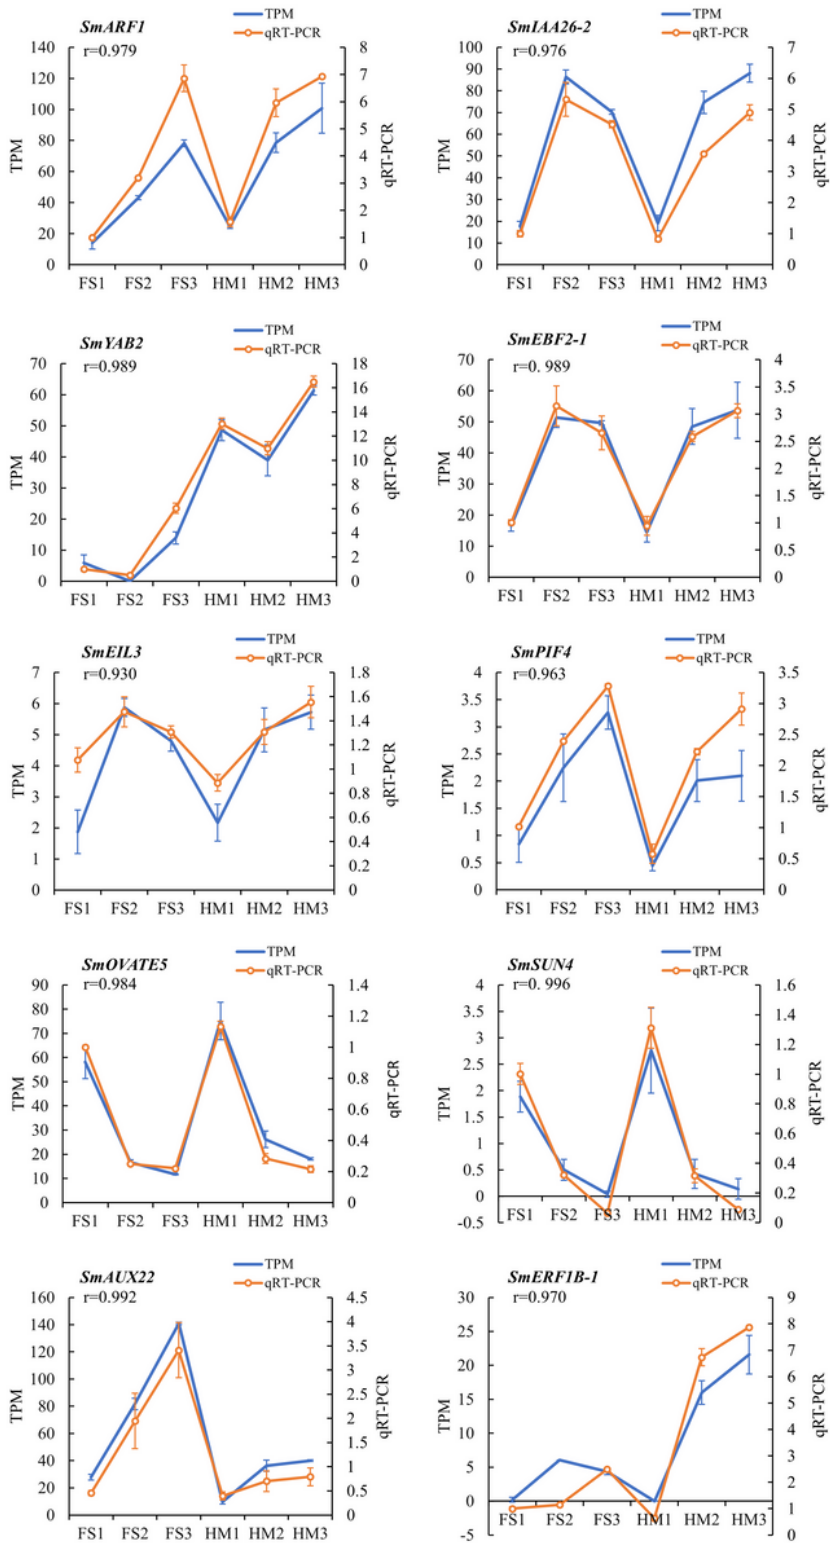 SmARF1
r=0.979
TPM
qRT-PCR
140
120
100
80
60
40
20
0
8
7
6
5
4
3
2
1
0
TPM
qRT-PCR
FS1 FS2 FS3 HM1 HM2 HM3
SmIAA26-2
r=0.976
TPM
qRT-PCR
100
90
80
70
60
50
40
30
20
10
0
7
6
5
4
3
2
1
0
TPM
qRT-PCR
FS1 FS2 FS3 HM1 HM2 HM3
SmYAB2
r=0.989
TPM
qRT-PCR
70
60
50
40
30
20
10
0
18
16
14
12
10
8
6
4
2
0
TPM
qRT-PCR
FS1 FS2 FS3 HM1 HM2 HM3
SmEBF2-1
r=0. 989
TPM
qRT-PCR
70
60
50
40
30
20
10
0
4
3.5
3
2.5
2
1.5
1
0.5
0
TPM
qRT-PCR
FS1 FS2 FS3 HM1 HM2 HM3
SmEIL3
r=0.930
TPM
qRT-PCR
7
6
5
4
3
2
1
0
1.8
1.6
1.4
1.2
1
0.8
0.6
0.4
0.2
0
TPM
qRT-PCR
FS1 FS2 FS3 HM1 HM2 HM3
SmPIF4
r=0.963
TPM
qRT-PCR
4
3.5
3
2.5
2
1.5
1
0.5
0
3.5
3
2.5
2
1.5
1
0.5
0
TPM
qRT-PCR
FS1 FS2 FS3 HM1 HM2 HM3
SmOVATE5
r=0.984
TPM
qRT-PCR
90
80
70
60
50
40
30
20
10
0
1.4
1.2
1
0.8
0.6
0.4
0.2
0
TPM
qRT-PCR
FS1 FS2 FS3 HM1 HM2 HM3
SmSUN4
r=0. 996
TPM
qRT-PCR
4
3.5
3
2.5
2
1.5
1
0.5
0
-0.5
1.6
1.4
1.2
1
0.8
0.6
0.4
0.2
0
TPM
qRT-PCR
FS1 FS2 FS3 HM1 HM2 HM3
SmAUX22
r=0.992
TPM
qRT-PCR
160
140
120
100
80
60
40
20
0
4.5
4
3.5
3
2.5
2
1.5
1
0.5
0
TPM
qRT-PCR
FS1 FS2 FS3 HM1 HM2 HM3
SmERF1B-1
r=0.970
TPM
qRT-PCR
30
25
20
15
10
5
0
-5
9
8
7
6
5
4
3
2
1
0
TPM
qRT-PCR
FS1 FS2 FS3 HM1 HM2 HM3